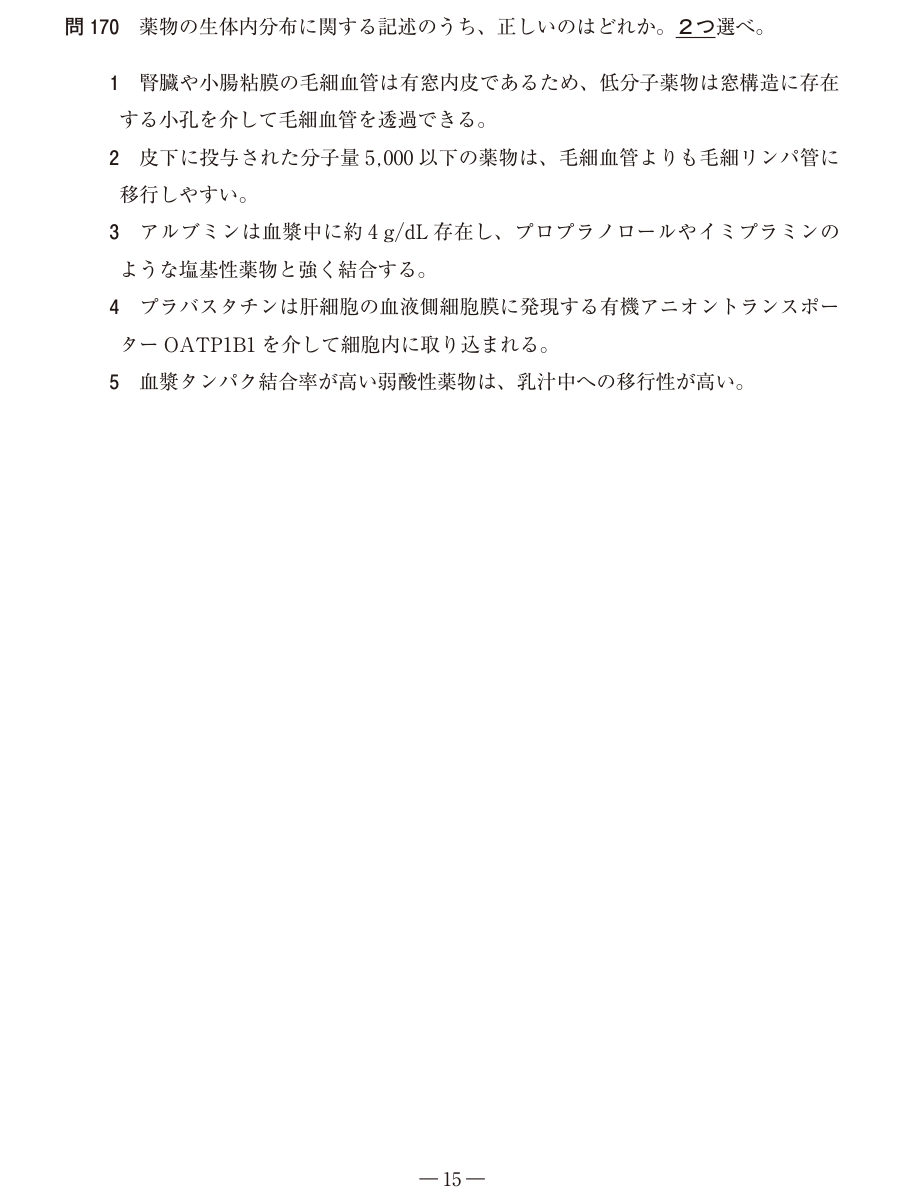 問 170 薬物の生体内分布に関する記述のうち、正しいのはどれか。2つ選べ。
1 腎臓や小腸粘膜の毛細血管は有窓内皮であるため、低分子薬物は窓構造に存在
する小孔を介して毛細血管を透過できる。
2 皮下に投与された分子量 5,000 以下の薬物は、毛細血管よりも毛細リンパ管に
移行しやすい。
3 アルブミンは血漿中に約 4 g/dL 存在し、プロプラノロールやイミプラミンの
ような塩基性薬物と強く結合する。
4 プラバスタチンは肝細胞の血液側細胞膜に発現する有機アニオントランスポー
ター OATP1B1 を介して細胞内に取り込まれる。
5 血漿タンパク結合率が高い弱酸性薬物は、乳汁中への移行性が高い。
― 15 ―